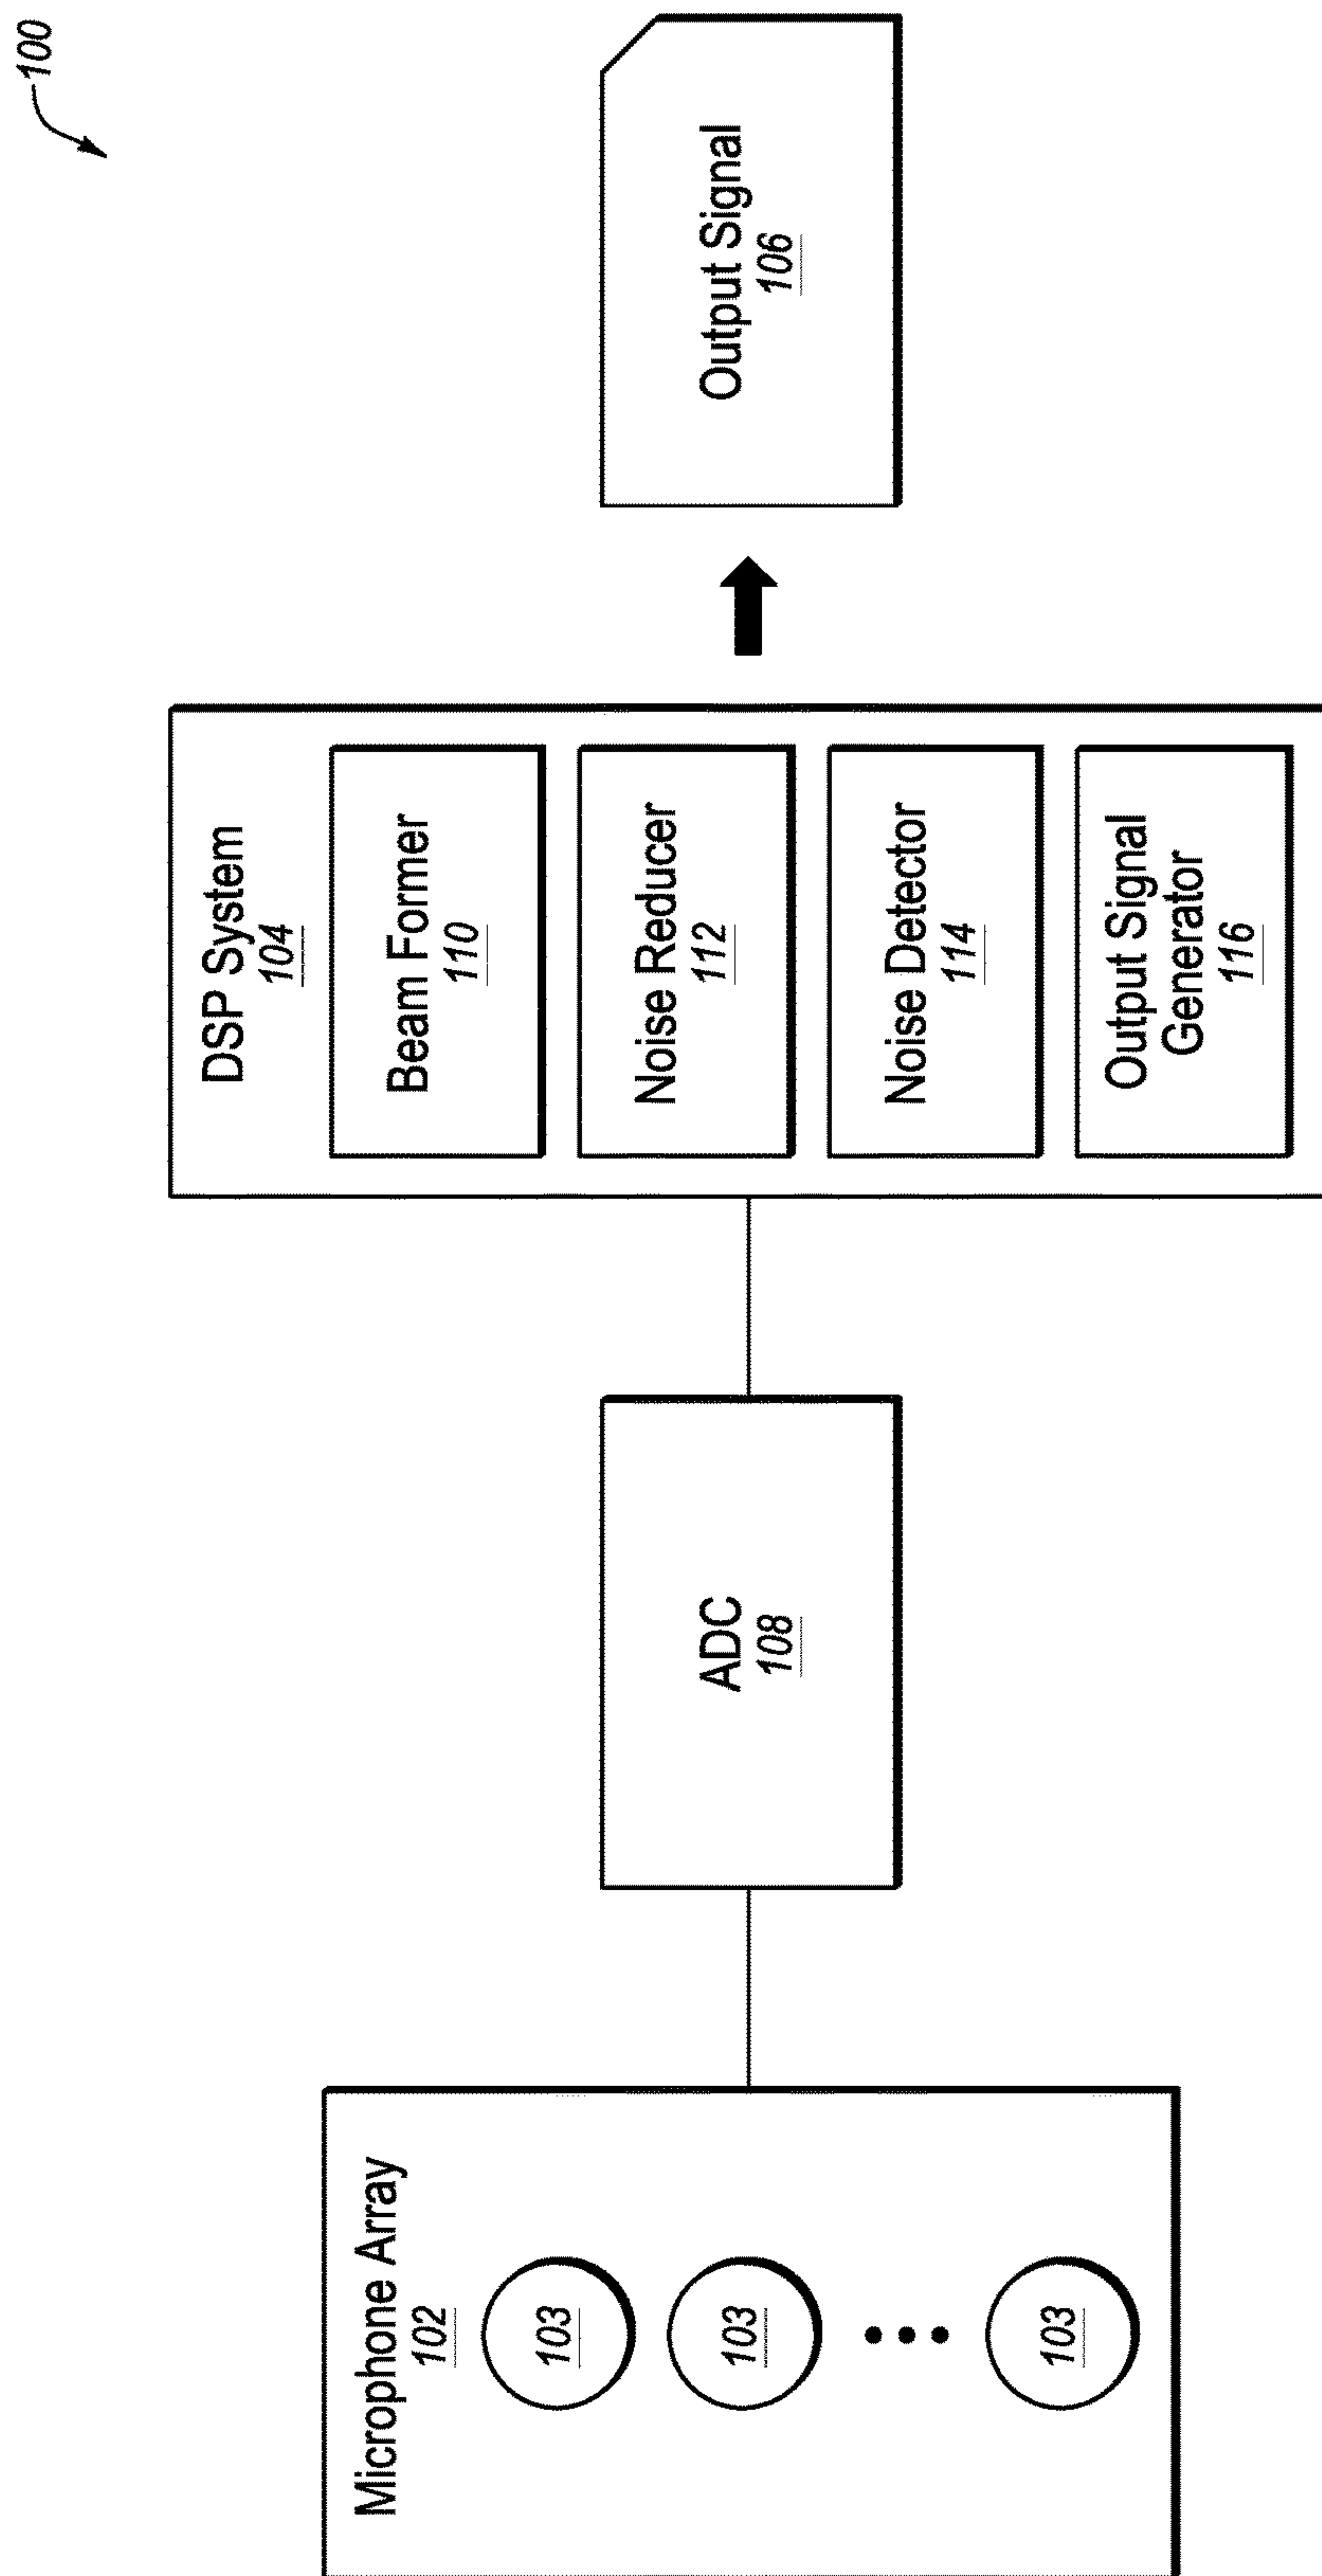 100
Microphone Array
102
103
103
103
ADC
108
DSP System
104
Beam Former
110
Noise Reducer
112
Noise Detector
114
Output Signal
Generator
116
Output Signal
106